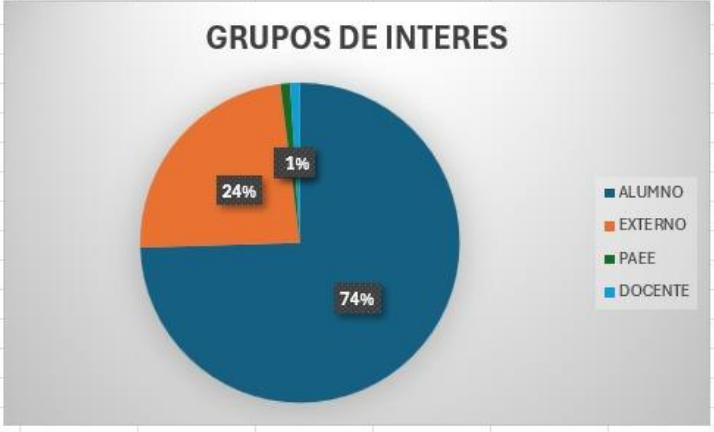 GRUPOS DE INTERES
1%
24%
74%
ALUMNO
EXTERNO
PAEE
DOCENTE